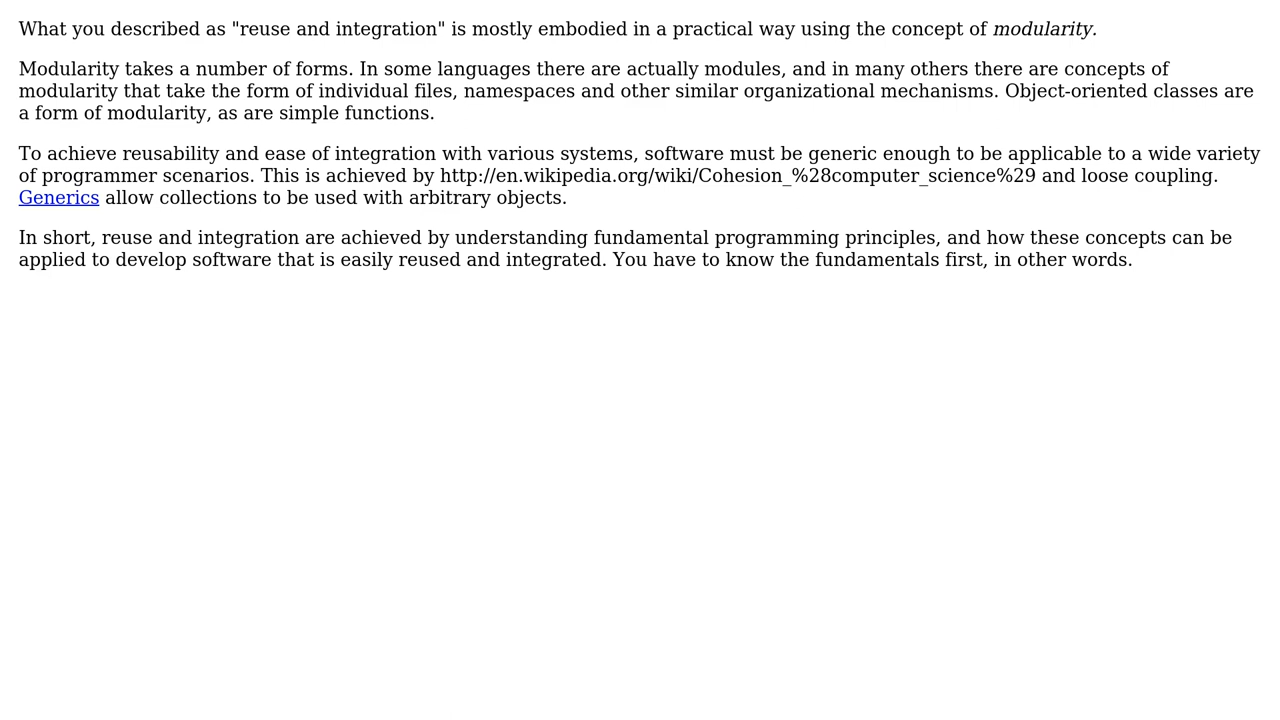 What you described as "reuse and integration" is mostly embodied in a practical way using the concept of modularity.
Modularity takes a number of forms. In some languages there are actually modules, and in many others there are concepts of
modularity that take the form of individual files, namespaces and other similar organizational mechanisms. Object-oriented classes are
a form of modularity, as are simple functions.
To achieve reusability and ease of integration with various systems, software must be generic enough to be applicable to a wide variety
of programmer scenarios. This is achieved by http://en.wikipedia.org/wiki/Cohesion_%28computer_science%29 and loose coupling.
Generics allow collections to be used with arbitrary objects.
In short, reuse and integration are achieved by understanding fundamental programming principles, and how these concepts can be
applied to develop software that is easily reused and integrated. You have to know the fundamentals first, in other words.